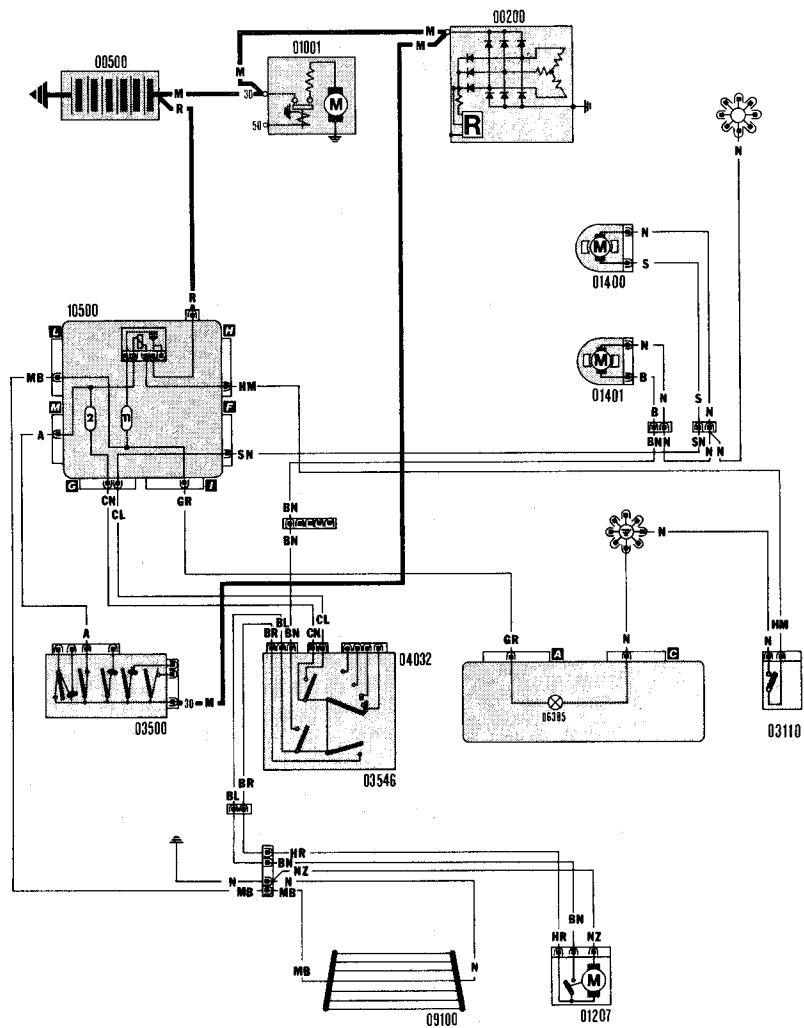 00500
M
R
01001
M
30
50
M
M
M
00200
R
N
M
N
S
01400
M
N
B
01401
B
N
S
N
BN
N
SN
N
N
10500
R
L
H
MB
HM
M
F
A
2
11
SN
G
I
CN
CL
GR
BN
BN
A
30
M
03500
BR
BL
BN
CN
CL
04032
03546
GR
A
N
C
06385
N
N
HM
03110
BL
BR
HR
BN
NZ
N
N
MB
MB
MB
N
09100
HR
BN
NZ
M
01207